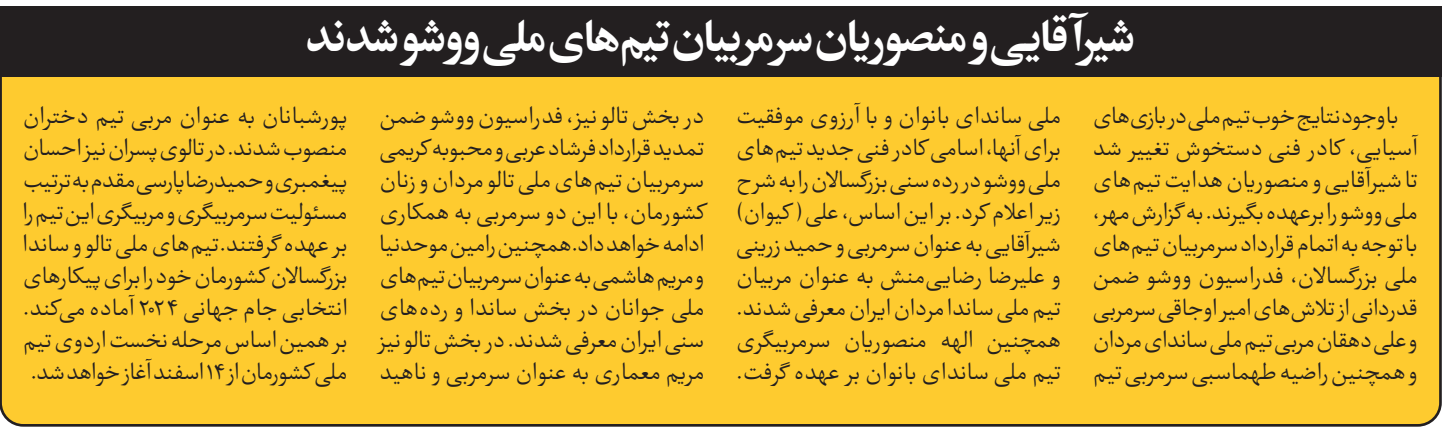 شیرآقایی و منصوریان سرمربیان تیم‌های ملی ووشو شدند
باوجود نتایج خوب تیم ملی در بازی‌های
آسیایی، کادر فنی دستخوش تغییر شد
تا شیرآقایی و منصوریان هدایت تیم‌های
ملی ووشو را برعهده بگیرند. به گزارش مهر،
با توجه به اتمام قرارداد سرمربیان تیم‌های
ملی بزرگسالان، فدراسیون ووشو ضمن
قدردانی از تلاش‌های امیر اوجاقی سرمربی
و علی دهقان مربی تیم ملی ساندای مردان
و همچنین راضیه طهماسبی سرمربی تیم
ملی ساندای بانوان و با آرزوی موفقیت
برای آنها، اسامی کادر فنی جدید تیم‌های
ملی ووشو در رده سنی بزرگسالان را به شرح
زیر اعلام کرد. بر این اساس، علی (کیوان)
شیرآقایی به عنوان سرمربی و حمید زرینی
و علیرضا رضایی‌منش به عنوان مربیان
تیم ملی ساندا مردان ایران معرفی شدند.
همچنین الهه منصوریان سرمربیگری
تیم ملی ساندای بانوان بر عهده گرفت.
در بخش تالو نیز، فدراسیون ووشو ضمن
تمدید قرارداد فرشاد عربی و محبوبه کریمی
سرمربیان تیم‌های ملی تالو مردان و زنان
کشورمان، با این دو سرمربی به همکاری
ادامه خواهد داد. همچنین رامین موحدنیا
و مریم هاشمی به عنوان سرمربیان تیم‌های
ملی جوانان در بخش ساندا و رده‌های
سنی ایران معرفی شدند. در بخش تالو نیز
مریم معماری به عنوان سرمربی و ناهید
پورشبانان به عنوان مربی تیم دختران
منصوب شدند. در تالوی پسران نیز احسان
پیغمبری و حمیدرضا پارسی مقدم به ترتیب
مسئولیت سرمربیگری و مربیگری این تیم را
بر عهده گرفتند. تیم‌های ملی تالو و ساندا
بزرگسالان کشورمان خود را برای پیکارهای
انتخابی جام جهانی ۲۰۲۴ آماده می‌کند.
بر همین اساس مرحله نخست اردوی تیم
ملی کشورمان از ۱۴ اسفند آغاز خواهد شد.